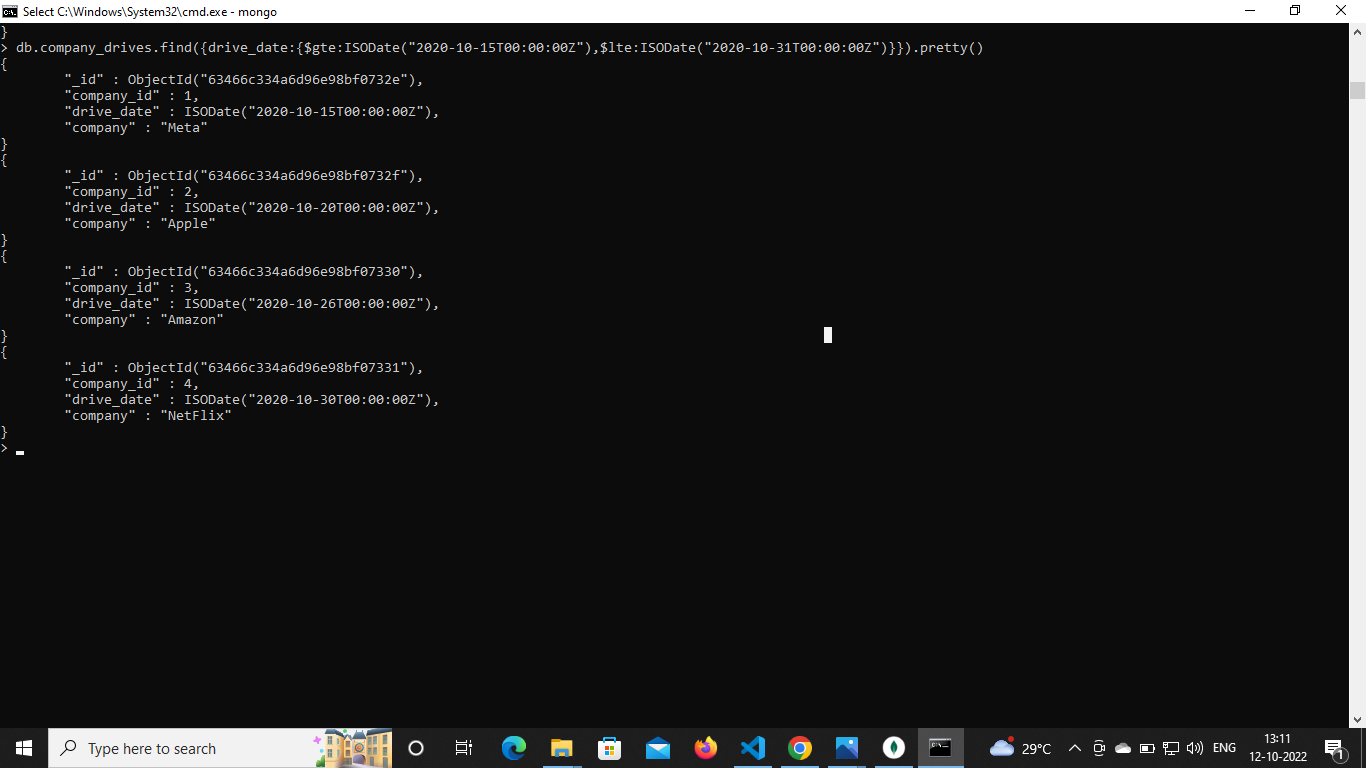 Select C:\Windows\System32\cmd.exe - mongo
}
> db.company_drives.find({drive_date:{$gte:ISODate("2020-10-15T00:00:00Z"),$lte:ISODate("2020-10-31T00:00:00Z")}}).pretty()
{
"_id" : ObjectId("63466c334a6d96e98bf0732e"),
"company_id" : 1,
"drive_date" : ISODate("2020-10-15T00:00:00Z"),
"company" : "Meta"
}
{
"_id" : ObjectId("63466c334a6d96e98bf0732f"),
"company_id" : 2,
"drive_date" : ISODate("2020-10-20T00:00:00Z"),
"company" : "Apple"
}
{
"_id" : ObjectId("63466c334a6d96e98bf07330"),
"company_id" : 3,
"drive_date" : ISODate("2020-10-26T00:00:00Z"),
"company" : "Amazon"
}
{
"_id" : ObjectId("63466c334a6d96e98bf07331"),
"company_id" : 4,
"drive_date" : ISODate("2020-10-30T00:00:00Z"),
"company" : "NetFlix"
}
>
Type here to search
29°C
ENG
13:11
12-10-2022
1